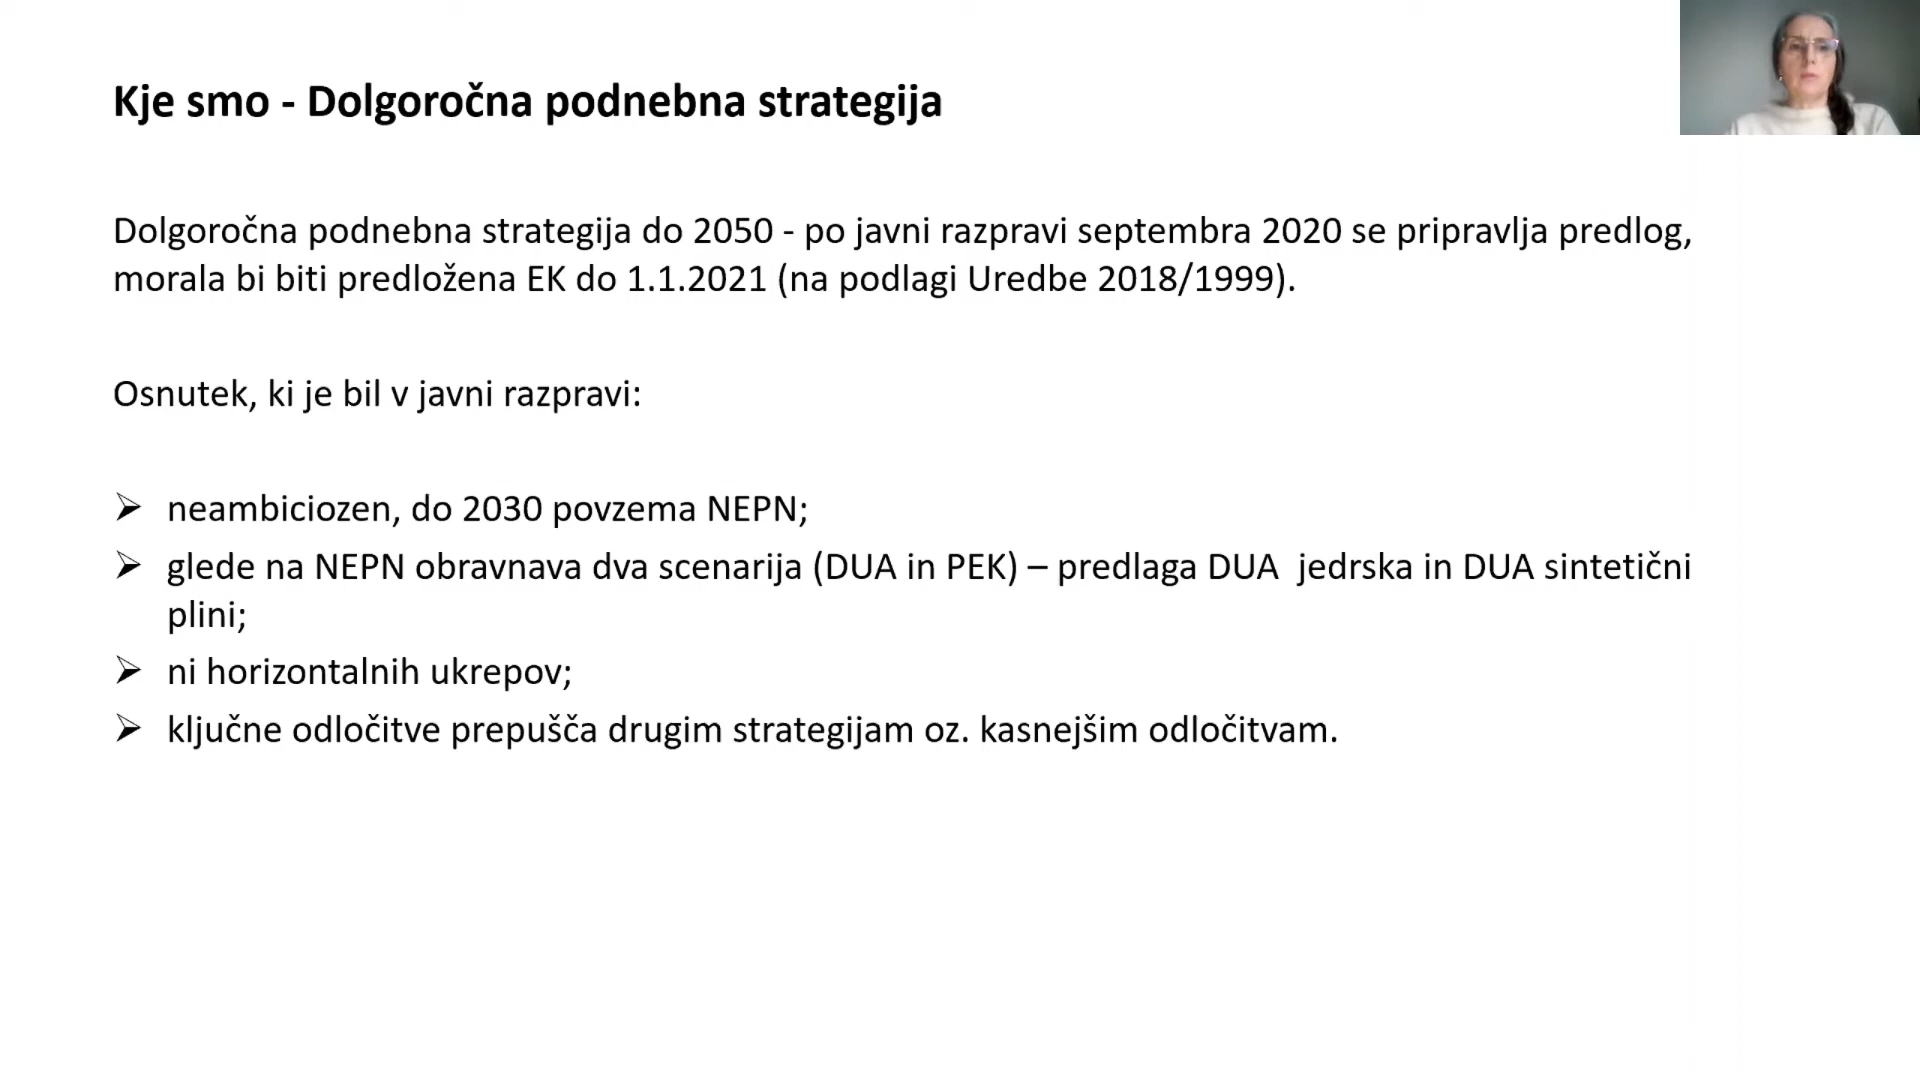 Kje smo - Dolgoročna podnebna strategija
Dolgoročna podnebna strategija do 2050 - po javni razpravi septembra 2020 se pripravlja predlog,
morala bi biti predložena EK do 1.1.2021 (na podlagi Uredbe 2018/1999).
Osnutek, ki je bil v javni razpravi:
➢ neambiciozen, do 2030 povzema NEPN;
➢ glede na NEPN obravnava dva scenarija (DUA in PEK) – predlaga DUA  jedrska in DUA sintetični
plini;
➢ ni horizontalnih ukrepov;
➢ ključne odločitve prepušča drugim strategijam oz. kasnejšim odločitvam.